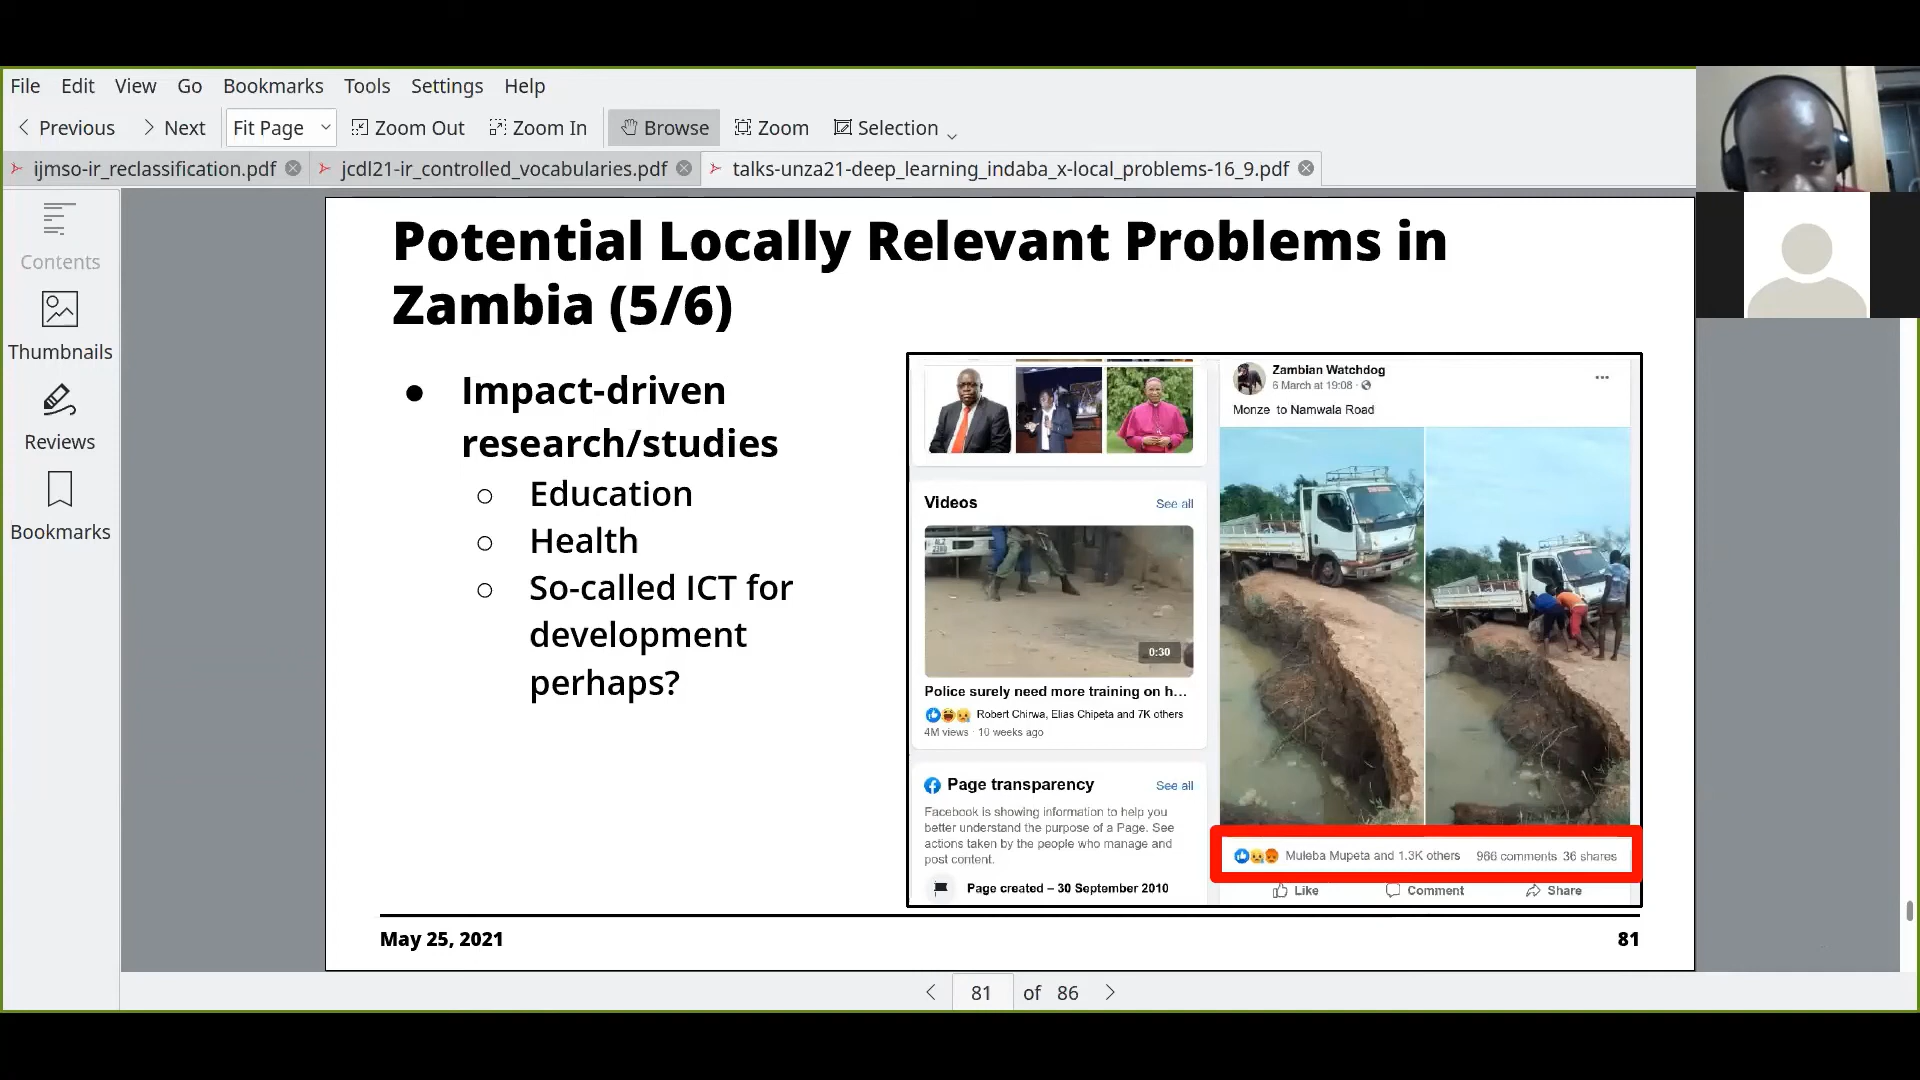 File Edit View Go Bookmarks Tools Settings Help
Previous Next Fit Page Zoom Out Zoom In Browse Zoom Selection
ijmso-ir_reclassification.pdf jcdl21-ir_controlled_vocabularies.pdf talks-unza21-deep_learning_indaba_x-local_problems-16_9.pdf
Contents
Thumbnails
Reviews
Bookmarks
Potential Locally Relevant Problems in
Zambia (5/6)
● Impact-driven
research/studies
○ Education
○ Health
○ So-called ICT for
development
perhaps?
Videos See all
0:30
Police surely need more training on h...
Robert Chirwa, Elias Chipeta and 7K others
4M views · 10 weeks ago
Page transparency See all
Facebook is showing information to help you
better understand the purpose of a Page. See
actions taken by the people who manage and
post content.
Page created – 30 September 2010
Zambian Watchdog
6 March at 19:08 ·
Monze to Namwala Road
Muleba Mupeta and 1.3K others 966 comments 36 shares
Like Comment Share
May 25, 2021 81
81 of 86